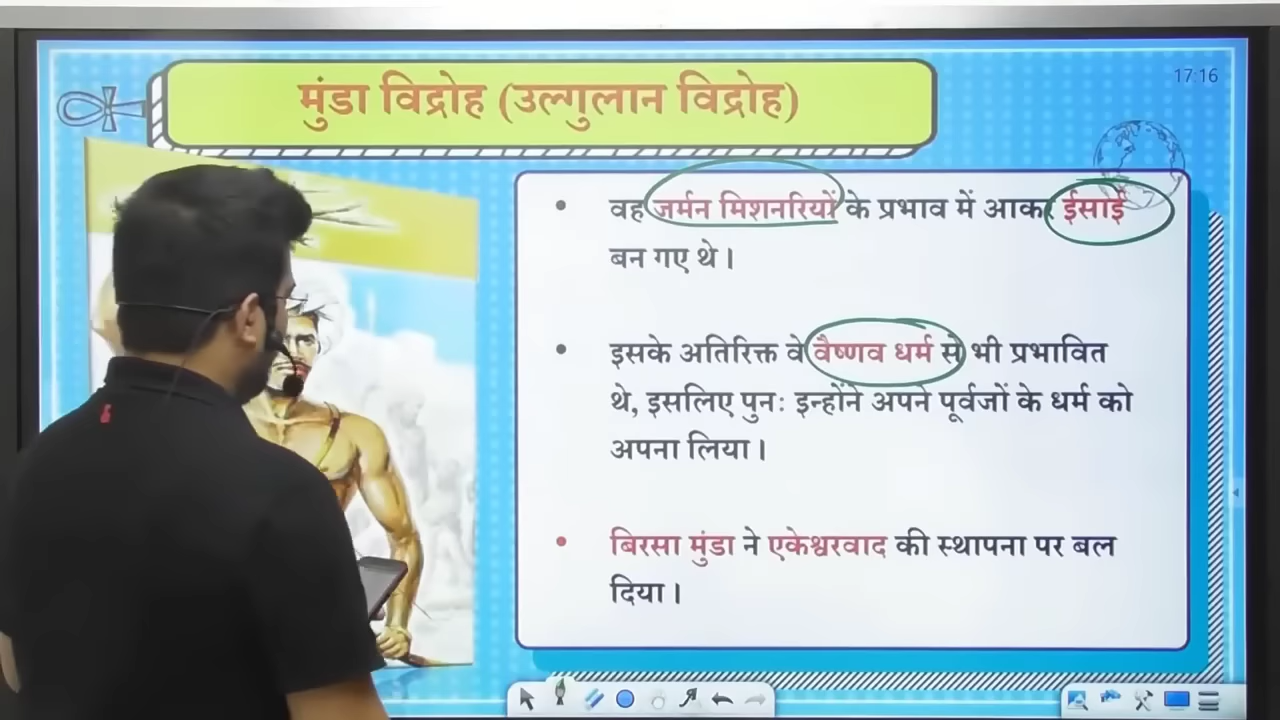 17:16
मुंडा विद्रोह (उल्गुलान विद्रोह)
वह जर्मन मिशनरियों के प्रभाव में आकर ईसाई
बन गए थे।
इसके अतिरिक्त वे वैष्णव धर्म से भी प्रभावित
थे, इसलिए पुनः इन्होंने अपने पूर्वजों के धर्म को
अपना लिया।
बिरसा मुंडा ने एकेश्वरवाद की स्थापना पर बल
दिया।